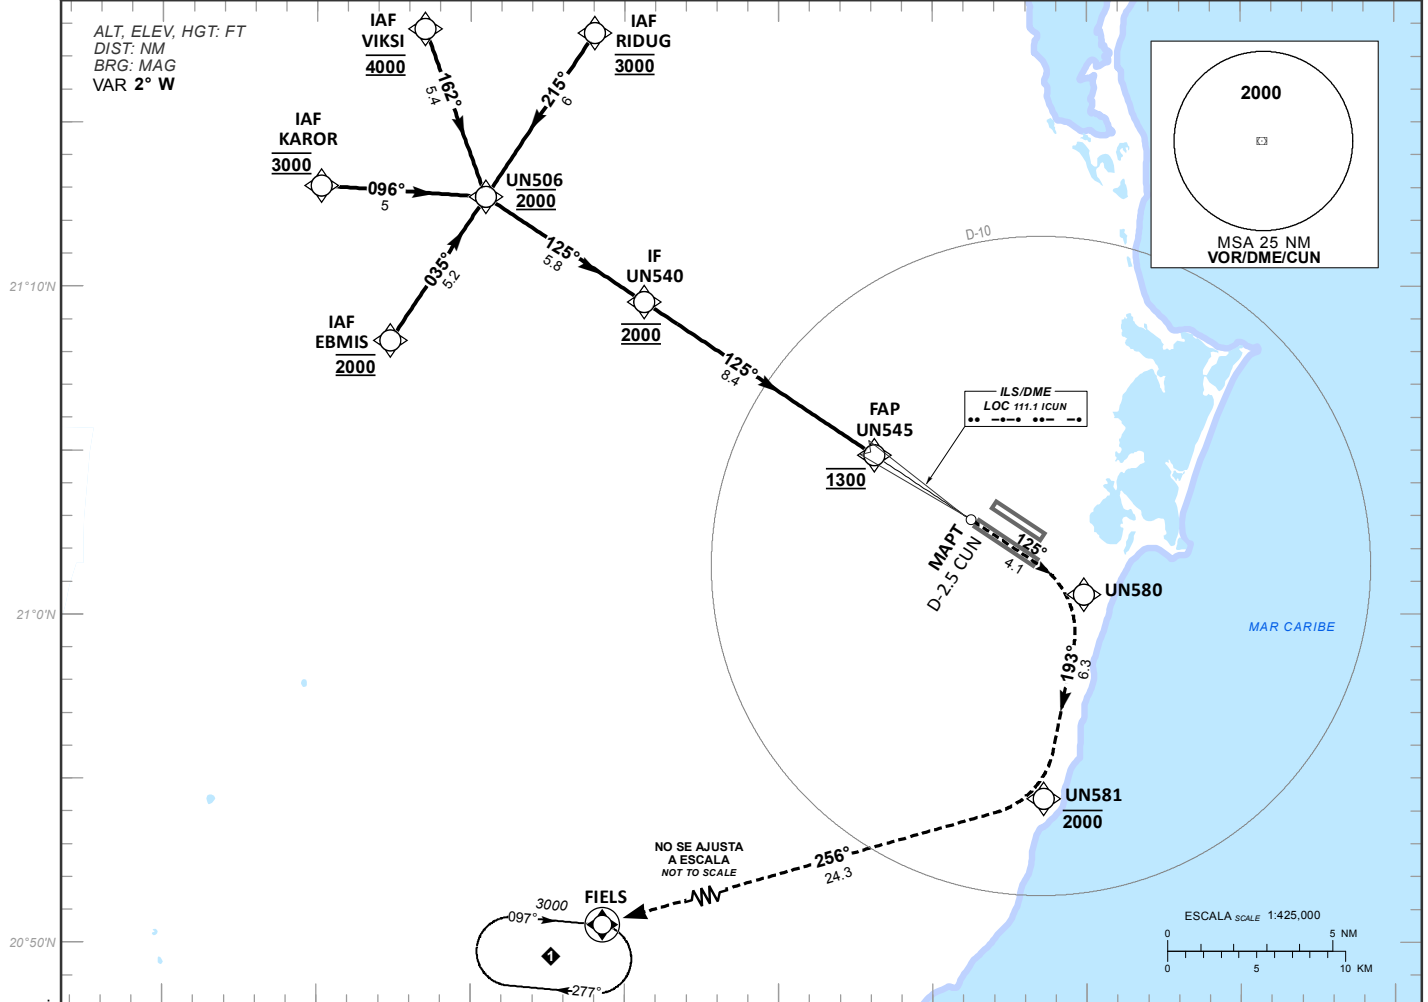 ALT, ELEV, HGT: FT
DIST: NM
BRG: MAG
VAR 2° W
IAF
VIKSI
4000
IAF
RIDUG
3000
162°
5.4
215°
6
IAF
KAROR
3000
096°
5
UN506
2000
035°
5.2
IAF
EBMIS
2000
125°
5.8
IF
UN540
2000
125°
8.4
FAP
UN545
1300
D-10
ILS/DME
LOC 111.1 ICUN
2000
MSA 25 NM
VOR/DME/CUN
MAPT
D-2.5 CUN
125°
4.1
UN580
193°
6.3
UN581
2000
MAR CARIBE
256°
24.3
NO SE AJUSTA
A ESCALA
NOT TO SCALE
FIELS
3000
097°
1
277°
21°10'N
21°0'N
20°50'N
ESCALA SCALE 1:425,000
0 5 NM
0 5 10 KM